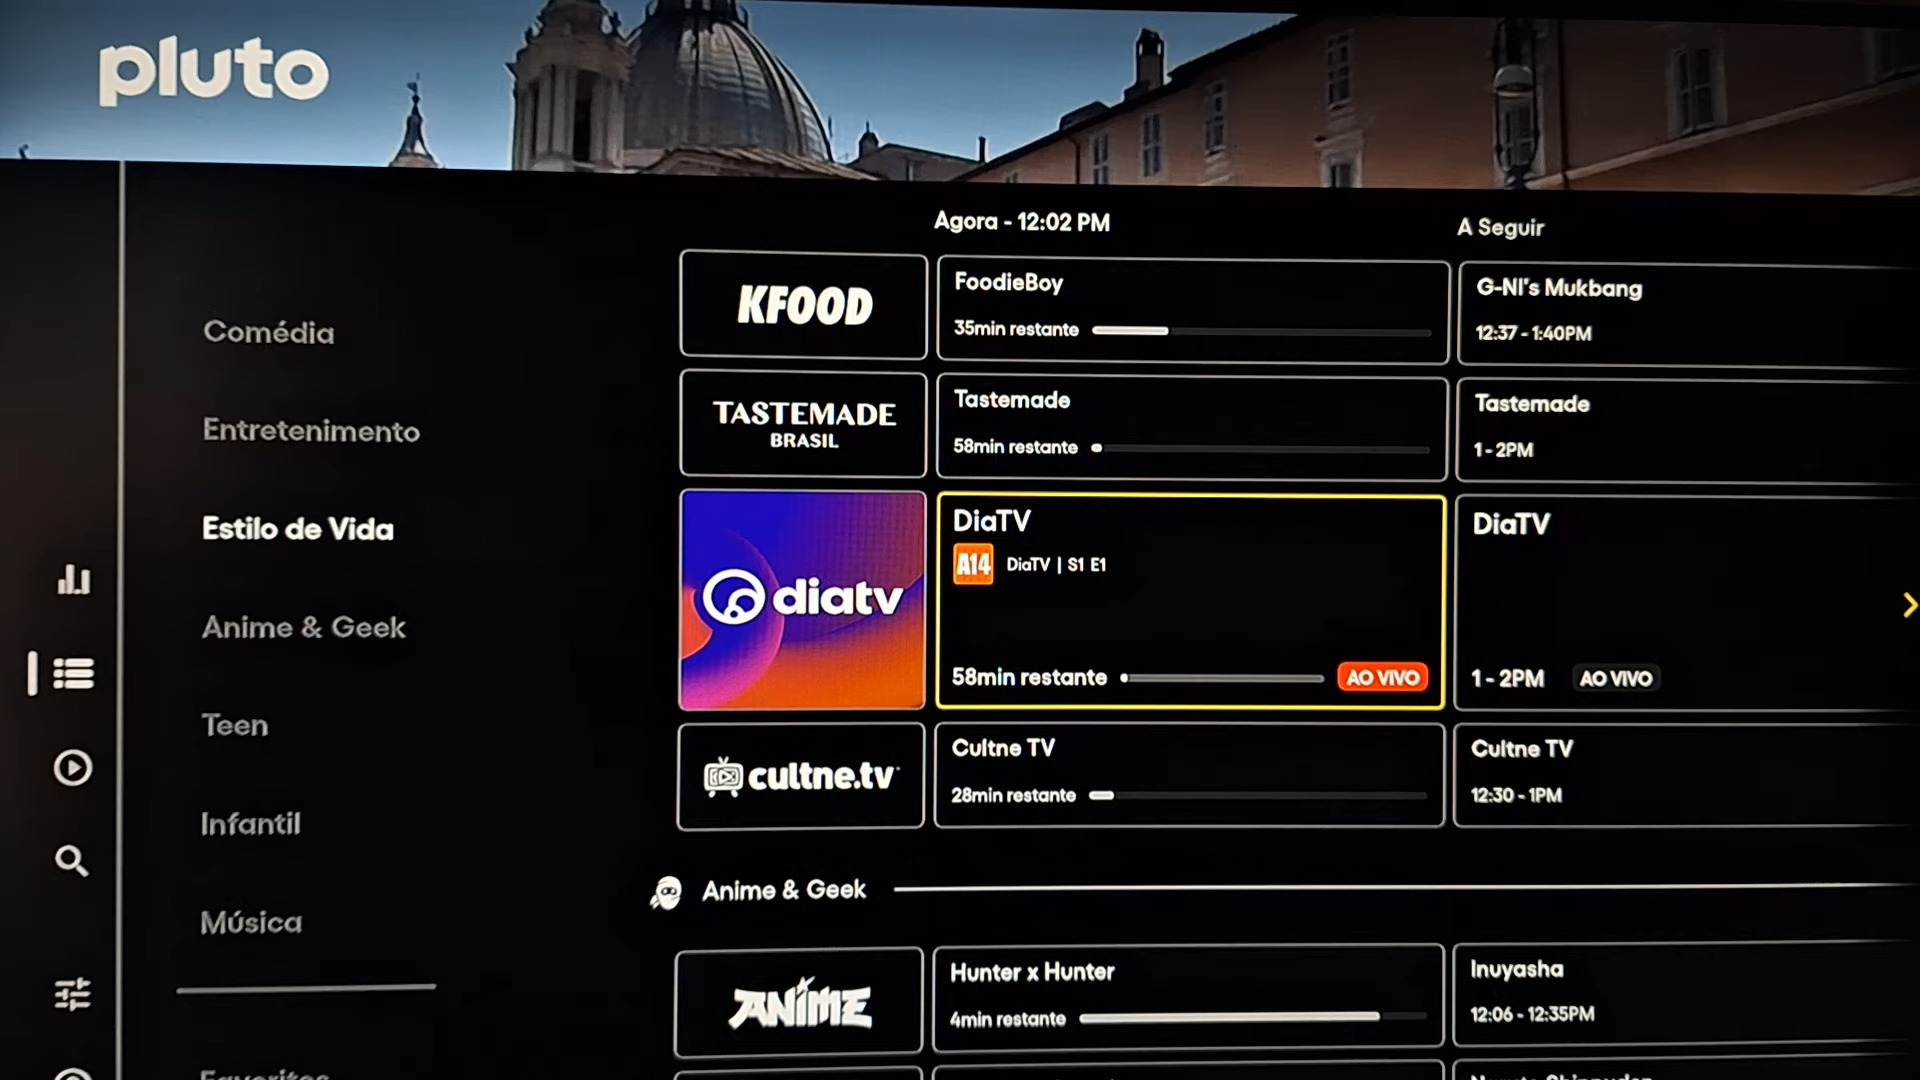 pluto
Agora - 12:02 PM
A Seguir
Comédia
Entretenimento
Estilo de Vida
Anime & Geek
Teen
Infantil
Música
KFOOD
FoodieBoy
35min restante
G-NI's Mukbang
12:37 - 1:40PM
TASTEMADE
BRASIL
Tastemade
58min restante
Tastemade
1 - 2PM
diatv
DiaTV
A14 DiaTV | S1 E1
58min restante AO VIVO
DiaTV
1 - 2PM AO VIVO
cultne.tv
Cultne TV
28min restante
Cultne TV
12:30 - 1PM
Anime & Geek
ANIME
Hunter x Hunter
4min restante
Inuyasha
12:06 - 12:35PM